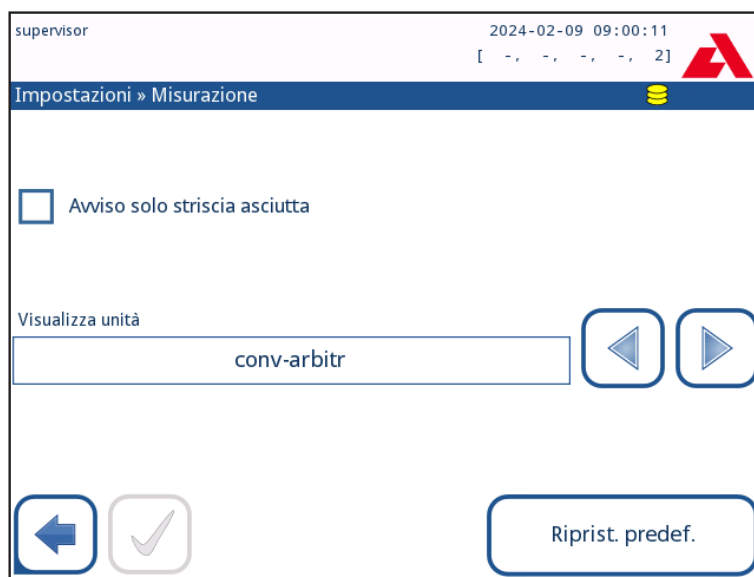 supervisor
2024-02-09 09:00:11
[ -, -, -, -, 2]
Impostazioni » Misurazione
Avviso solo striscia asciutta
Visualizza unità
conv-arbitr
Riprist. predef.